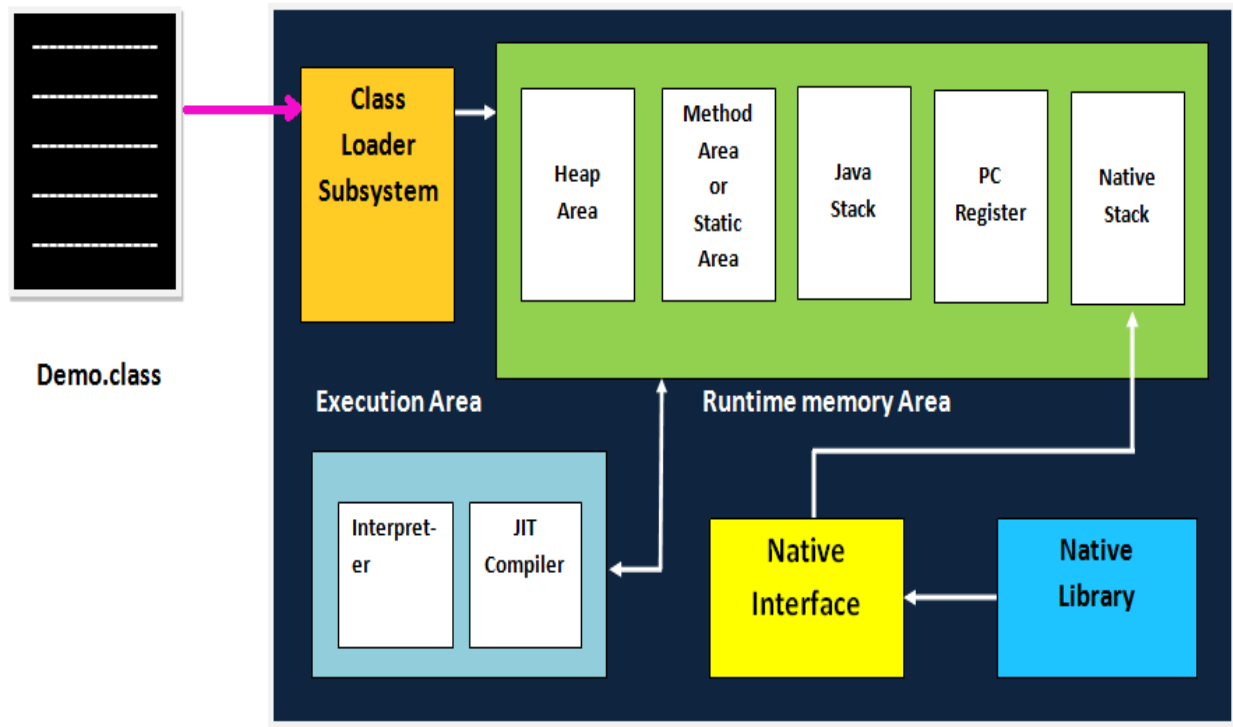 Demo.class
Class
Loader
Subsystem
Heap
Area
Method
Area
or
Static
Area
Java
Stack
PC
Register
Native
Stack
Execution Area
Runtime memory Area
Interpret-
er
JIT
Compiler
Native
Interface
Native
Library